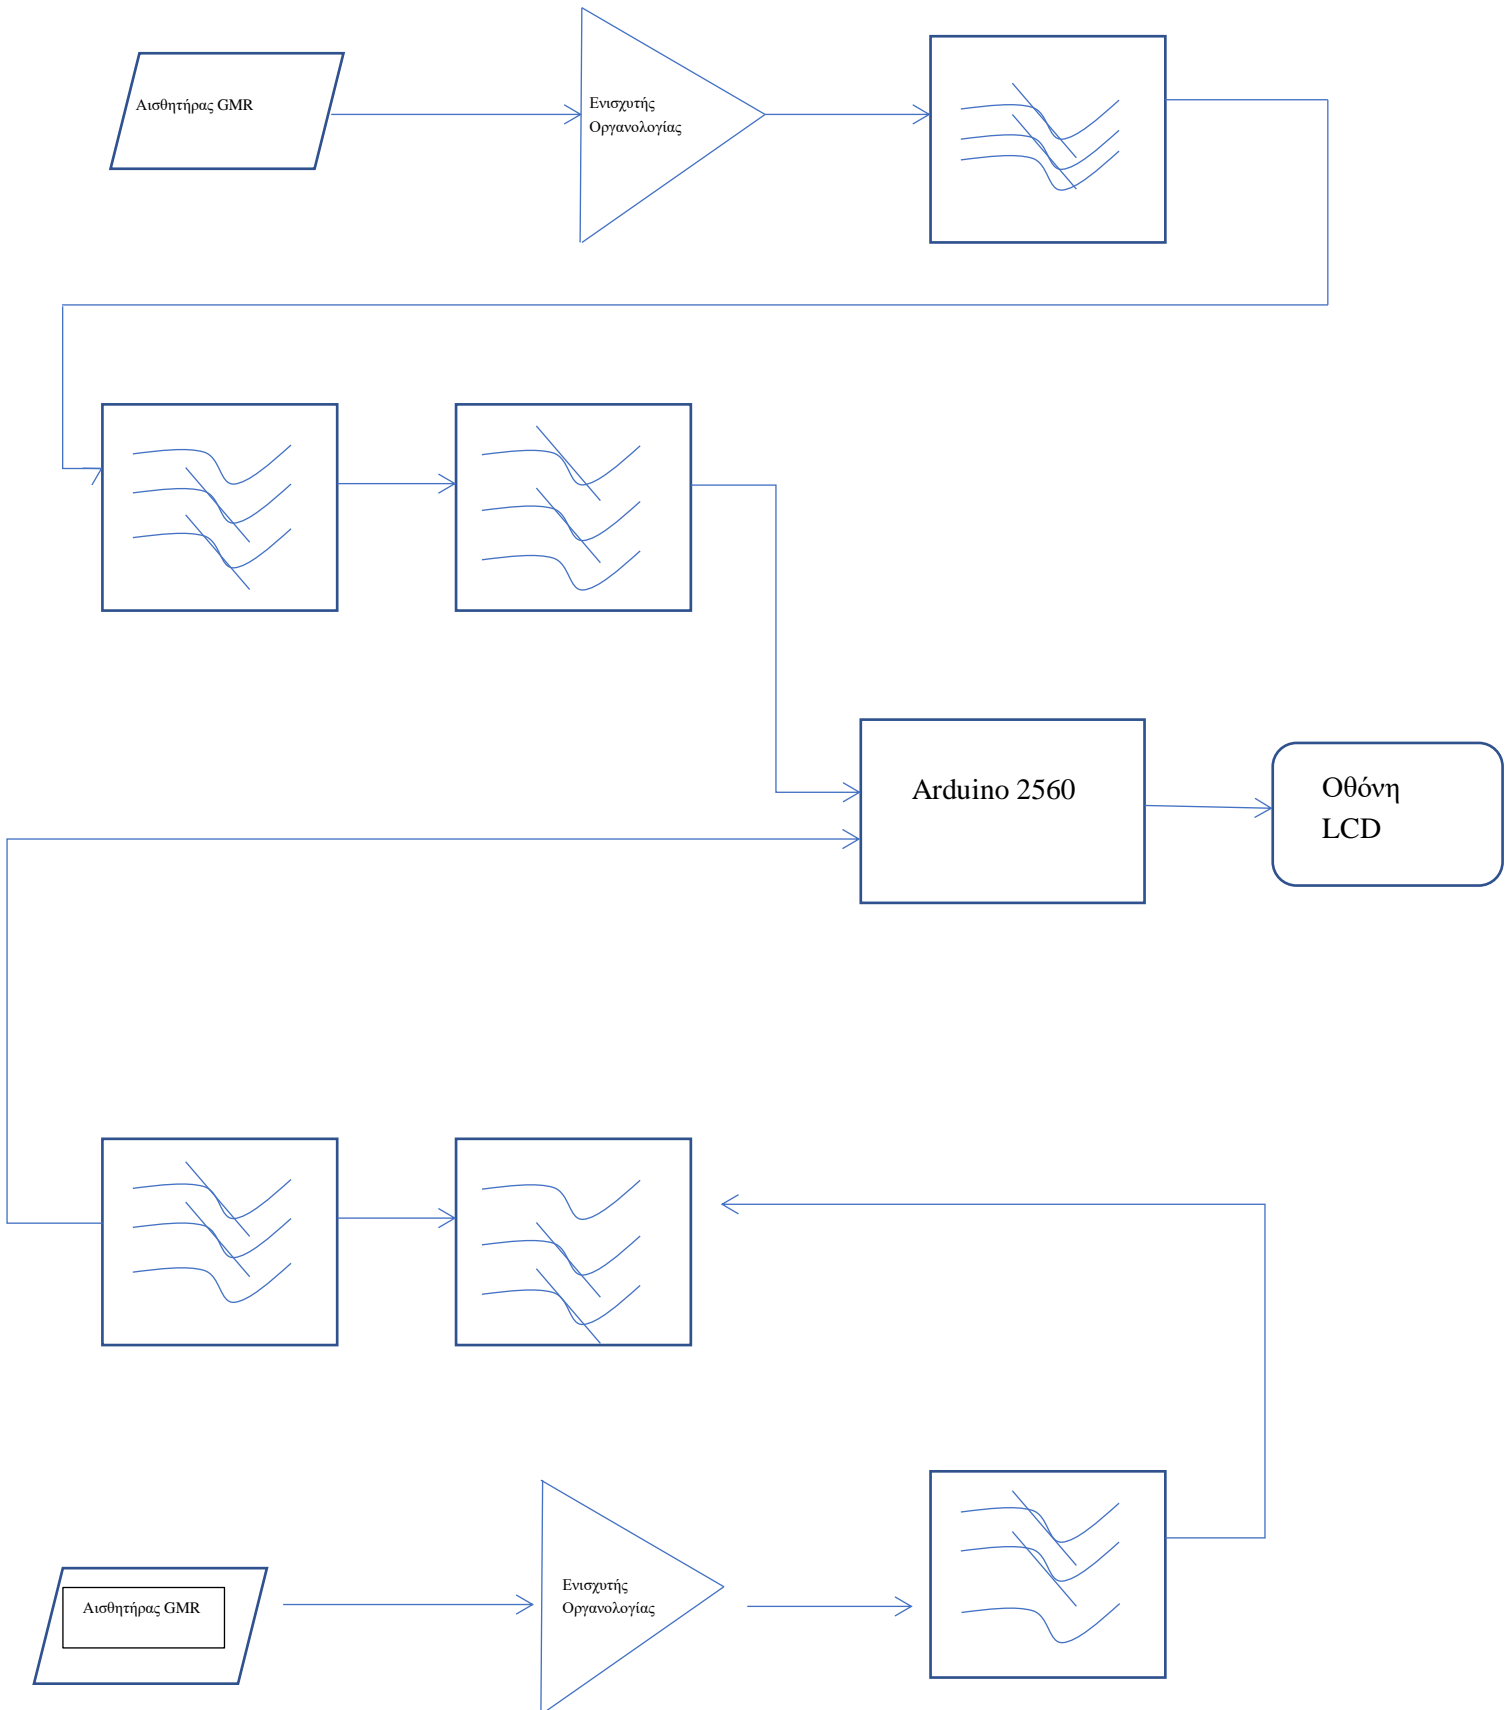 Αισθητήρας GMR
Ενισχυτής
Οργανολογίας
Arduino 2560
Οθόνη
LCD
Αισθητήρας GMR
Ενισχυτής
Οργανολογίας